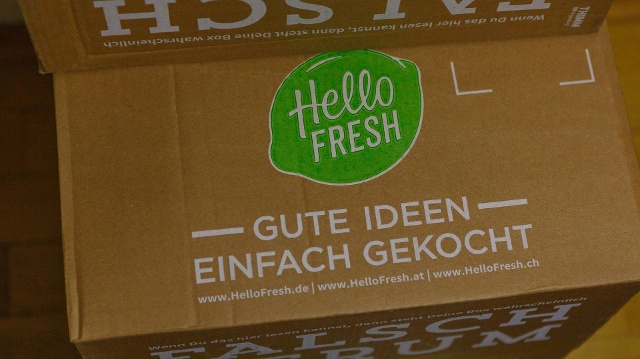 FALSCH
Wenn Du das hier lesen kannst, dann steht Deine Box wahrscheinlich
Hello
FRESH
GUTE IDEEN
EINFACH GEKOCHT
www.HelloFresh.de | www.HelloFresh.at | www.HelloFresh.ch
Wenn Du das hier lesen kannst, dann steht Deine Box wahrscheinlich
FALSCH
HERUM